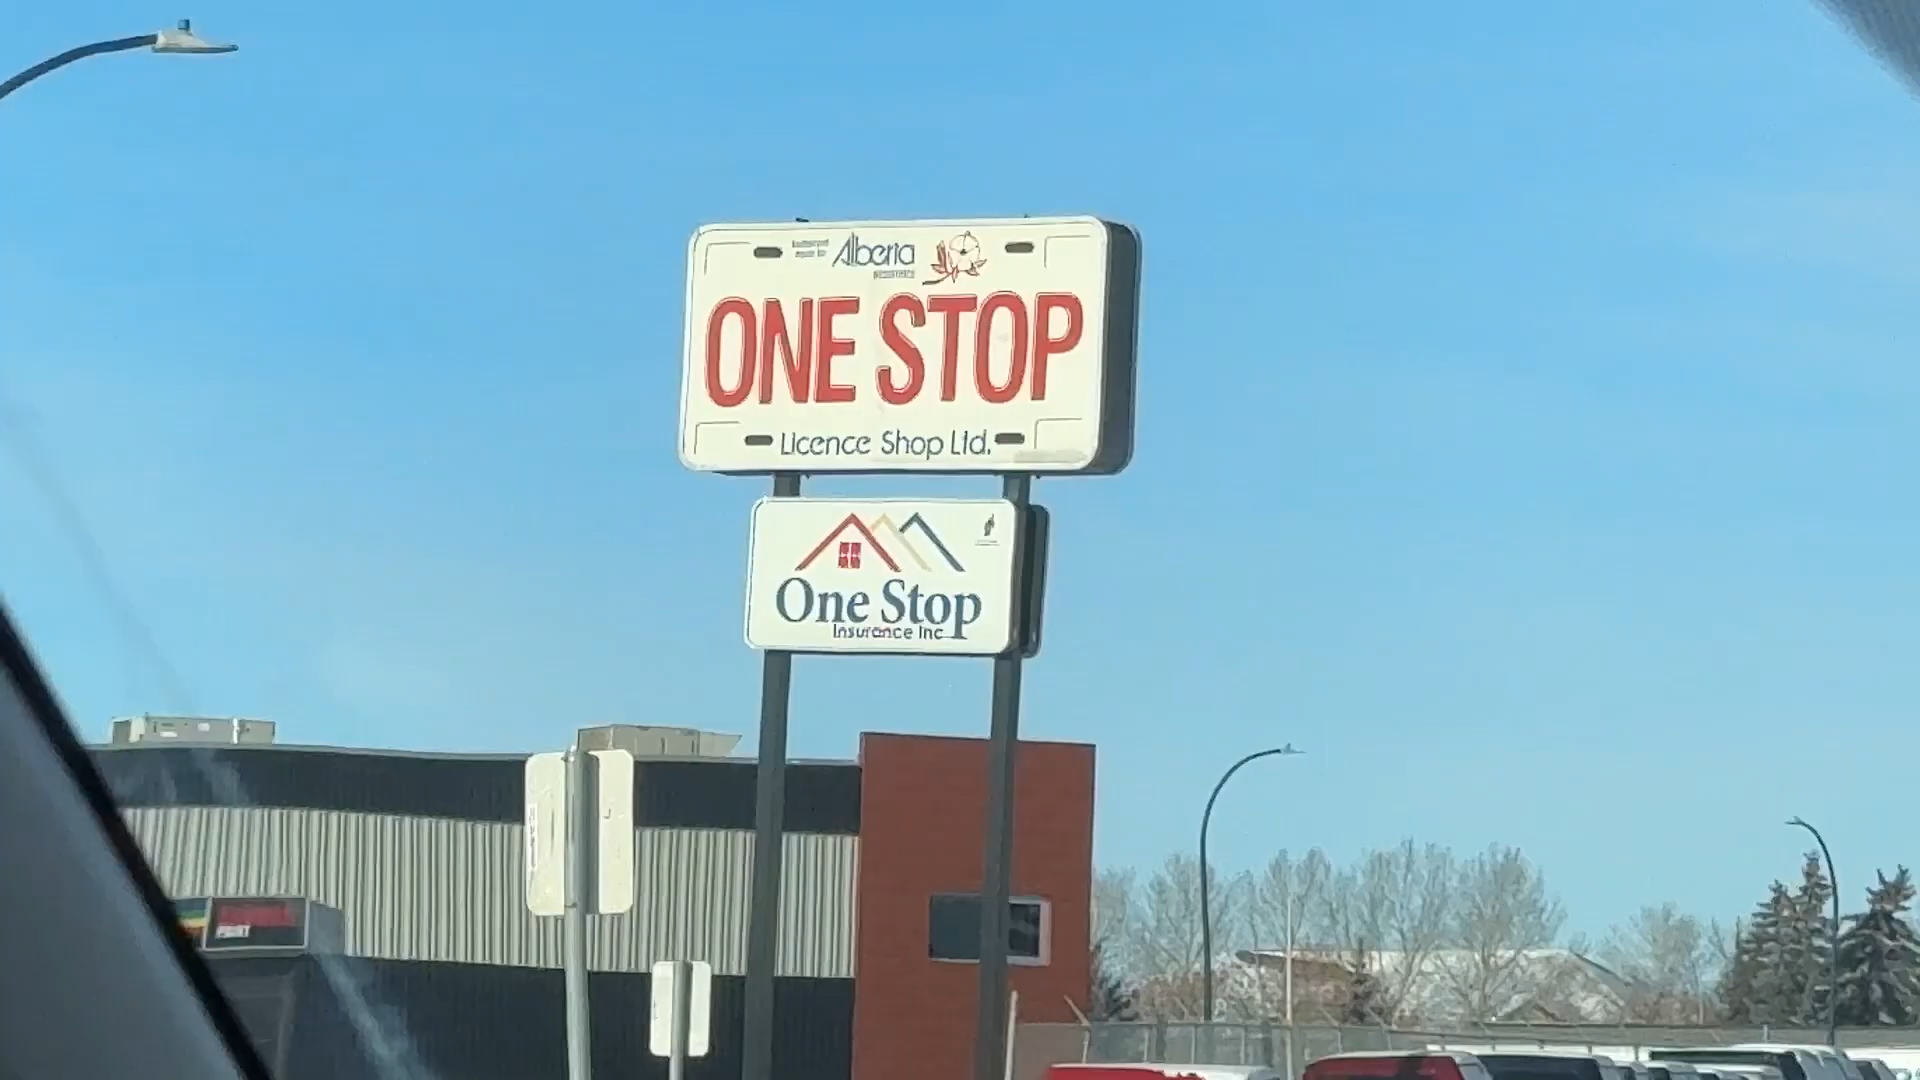 Alberta
ONE STOP
Licence Shop Ltd.
One Stop
Insurance Inc